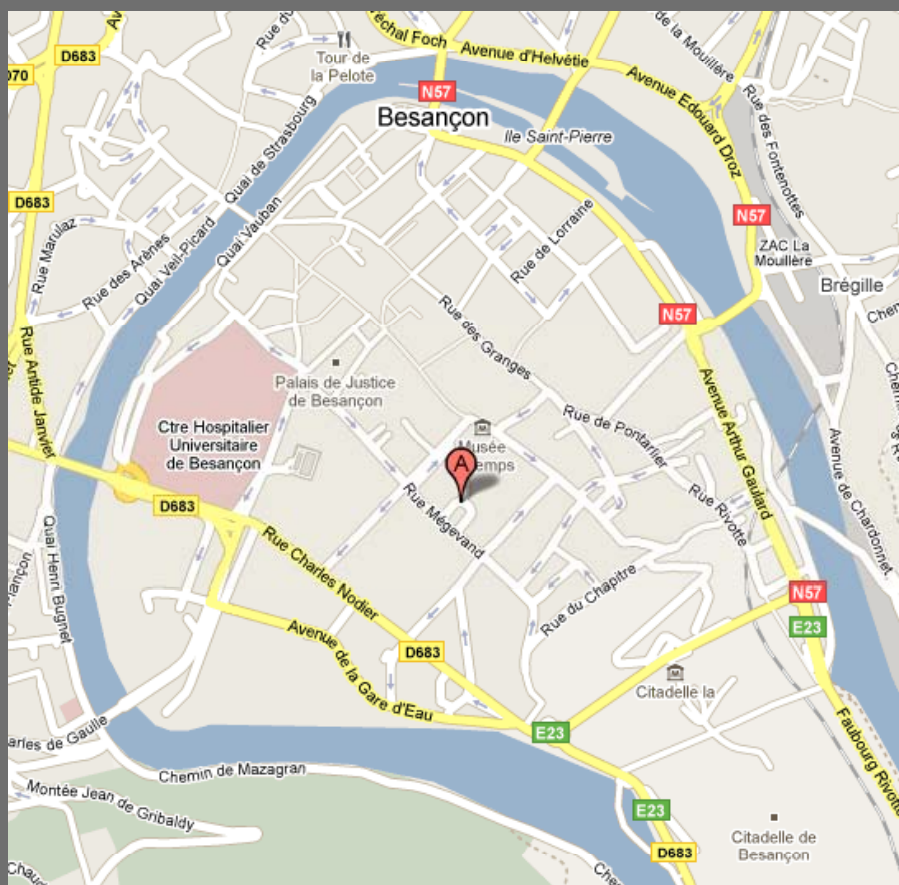 Rue du
échal Foch
Avenue d'Helvétie
de la Mouillère
D683
070
Tour de
la Pelote
N57
Avenue Edouard Droz
Rue des Fontenottes
Besançon
Ile Saint-Pierre
Quai de Strasbourg
D683
Rue Marulaz
Rue des Arènes
Quai Veil-Picard
Quai Vauban
Rue de Lorraine
N57
ZAC La
Mouillère
Brégille
N57
Rue des Granges
Rue Antide Janvier
Palais de Justice
de Besançon
Avenue Arthur Gaulard
Rue de Pontarlier
Ctre Hospitalier
Universitaire
de Besançon
Musée
emps
A
Avenue de Chardonnet
Rue Rivotte
D683
Rue Mégevand
Rue Charles Nodier
Quai Henri Bugnet
Rue du Chapitre
N57
E23
Avenue de la Gare d'Eau
D683
Citadelle la
E23
Faubourg Rivotte
arles de Gaulle
Chemin de Mazagran
Montée Jean de Gribaldy
E23
Citadelle de
Besançon
D683